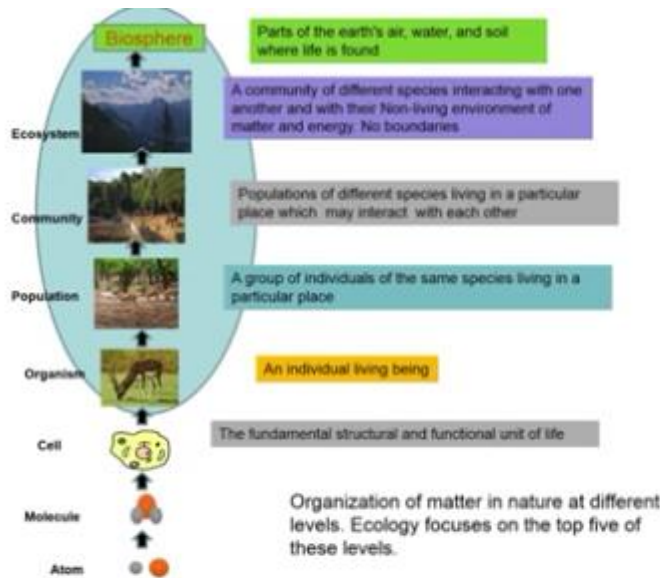 Biosphere
Parts of the earth's air, water, and soil
where life is found
Ecosystem
A community of different species interacting with one
another and with their Non-living environment of
matter and energy. No boundaries
Community
Populations of different species living in a particular
place which may interact with each other
Population
A group of individuals of the same species living in a
particular place
Organism
An individual living being
Cell
The fundamental structural and functional unit of life
Molecule
Organization of matter in nature at different
levels. Ecology focuses on the top five of
these levels.
Atom